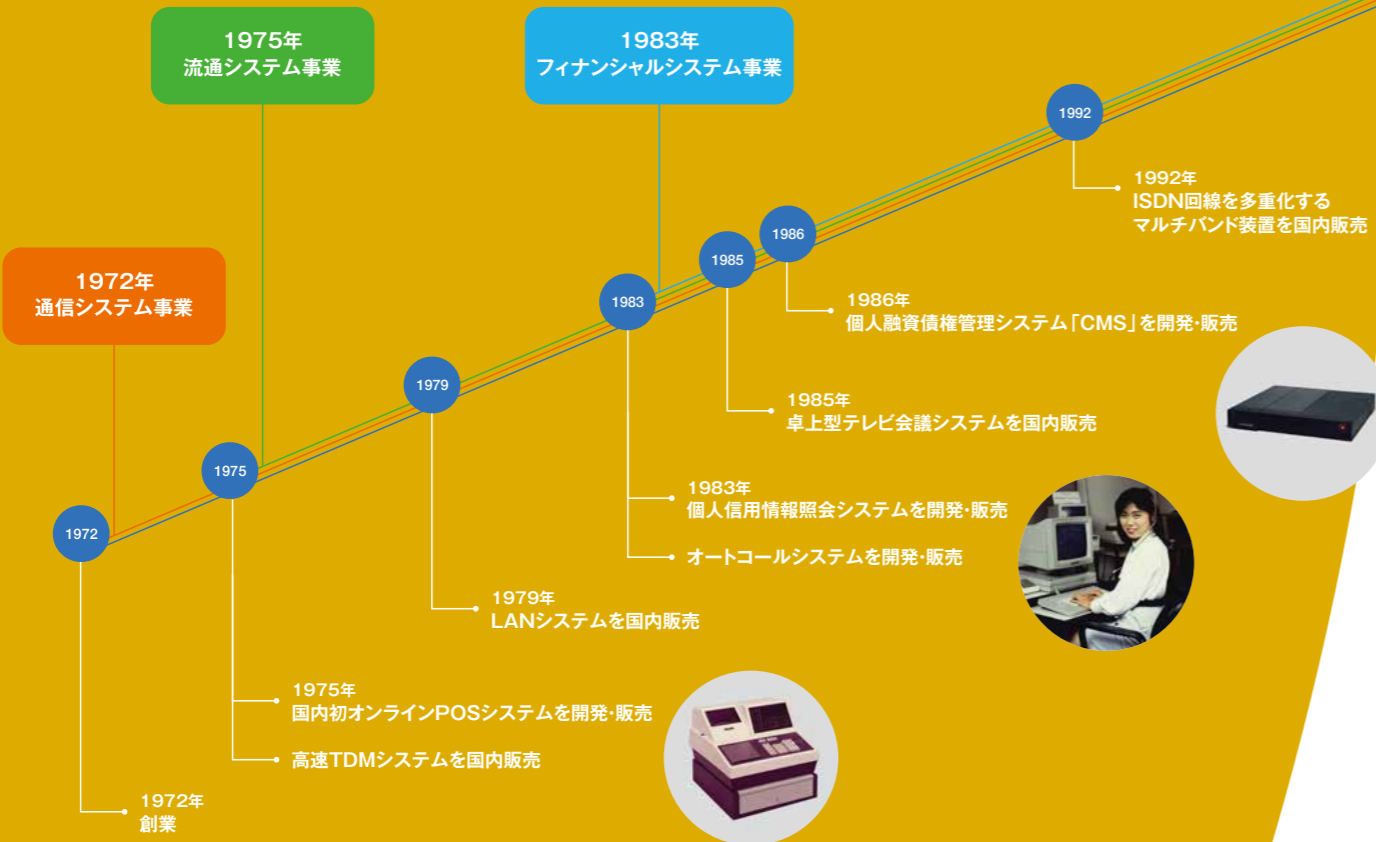 1975年
流通システム事業
1983年
フィナンシャルシステム事業
1972年
通信システム事業
1992
1986
1985
1983
1979
1975
1972
1992年
ISDN回線を多重化する
マルチバンド装置を国内販売
1986年
個人融資債権管理システム「CMS」を開発・販売
1985年
卓上型テレビ会議システムを国内販売
1983年
個人信用情報照会システムを開発・販売
オートコールシステムを開発・販売
1979年
LANシステムを国内販売
1975年
国内初オンラインPOSシステムを開発・販売
高速TDMシステムを国内販売
1972年
創業